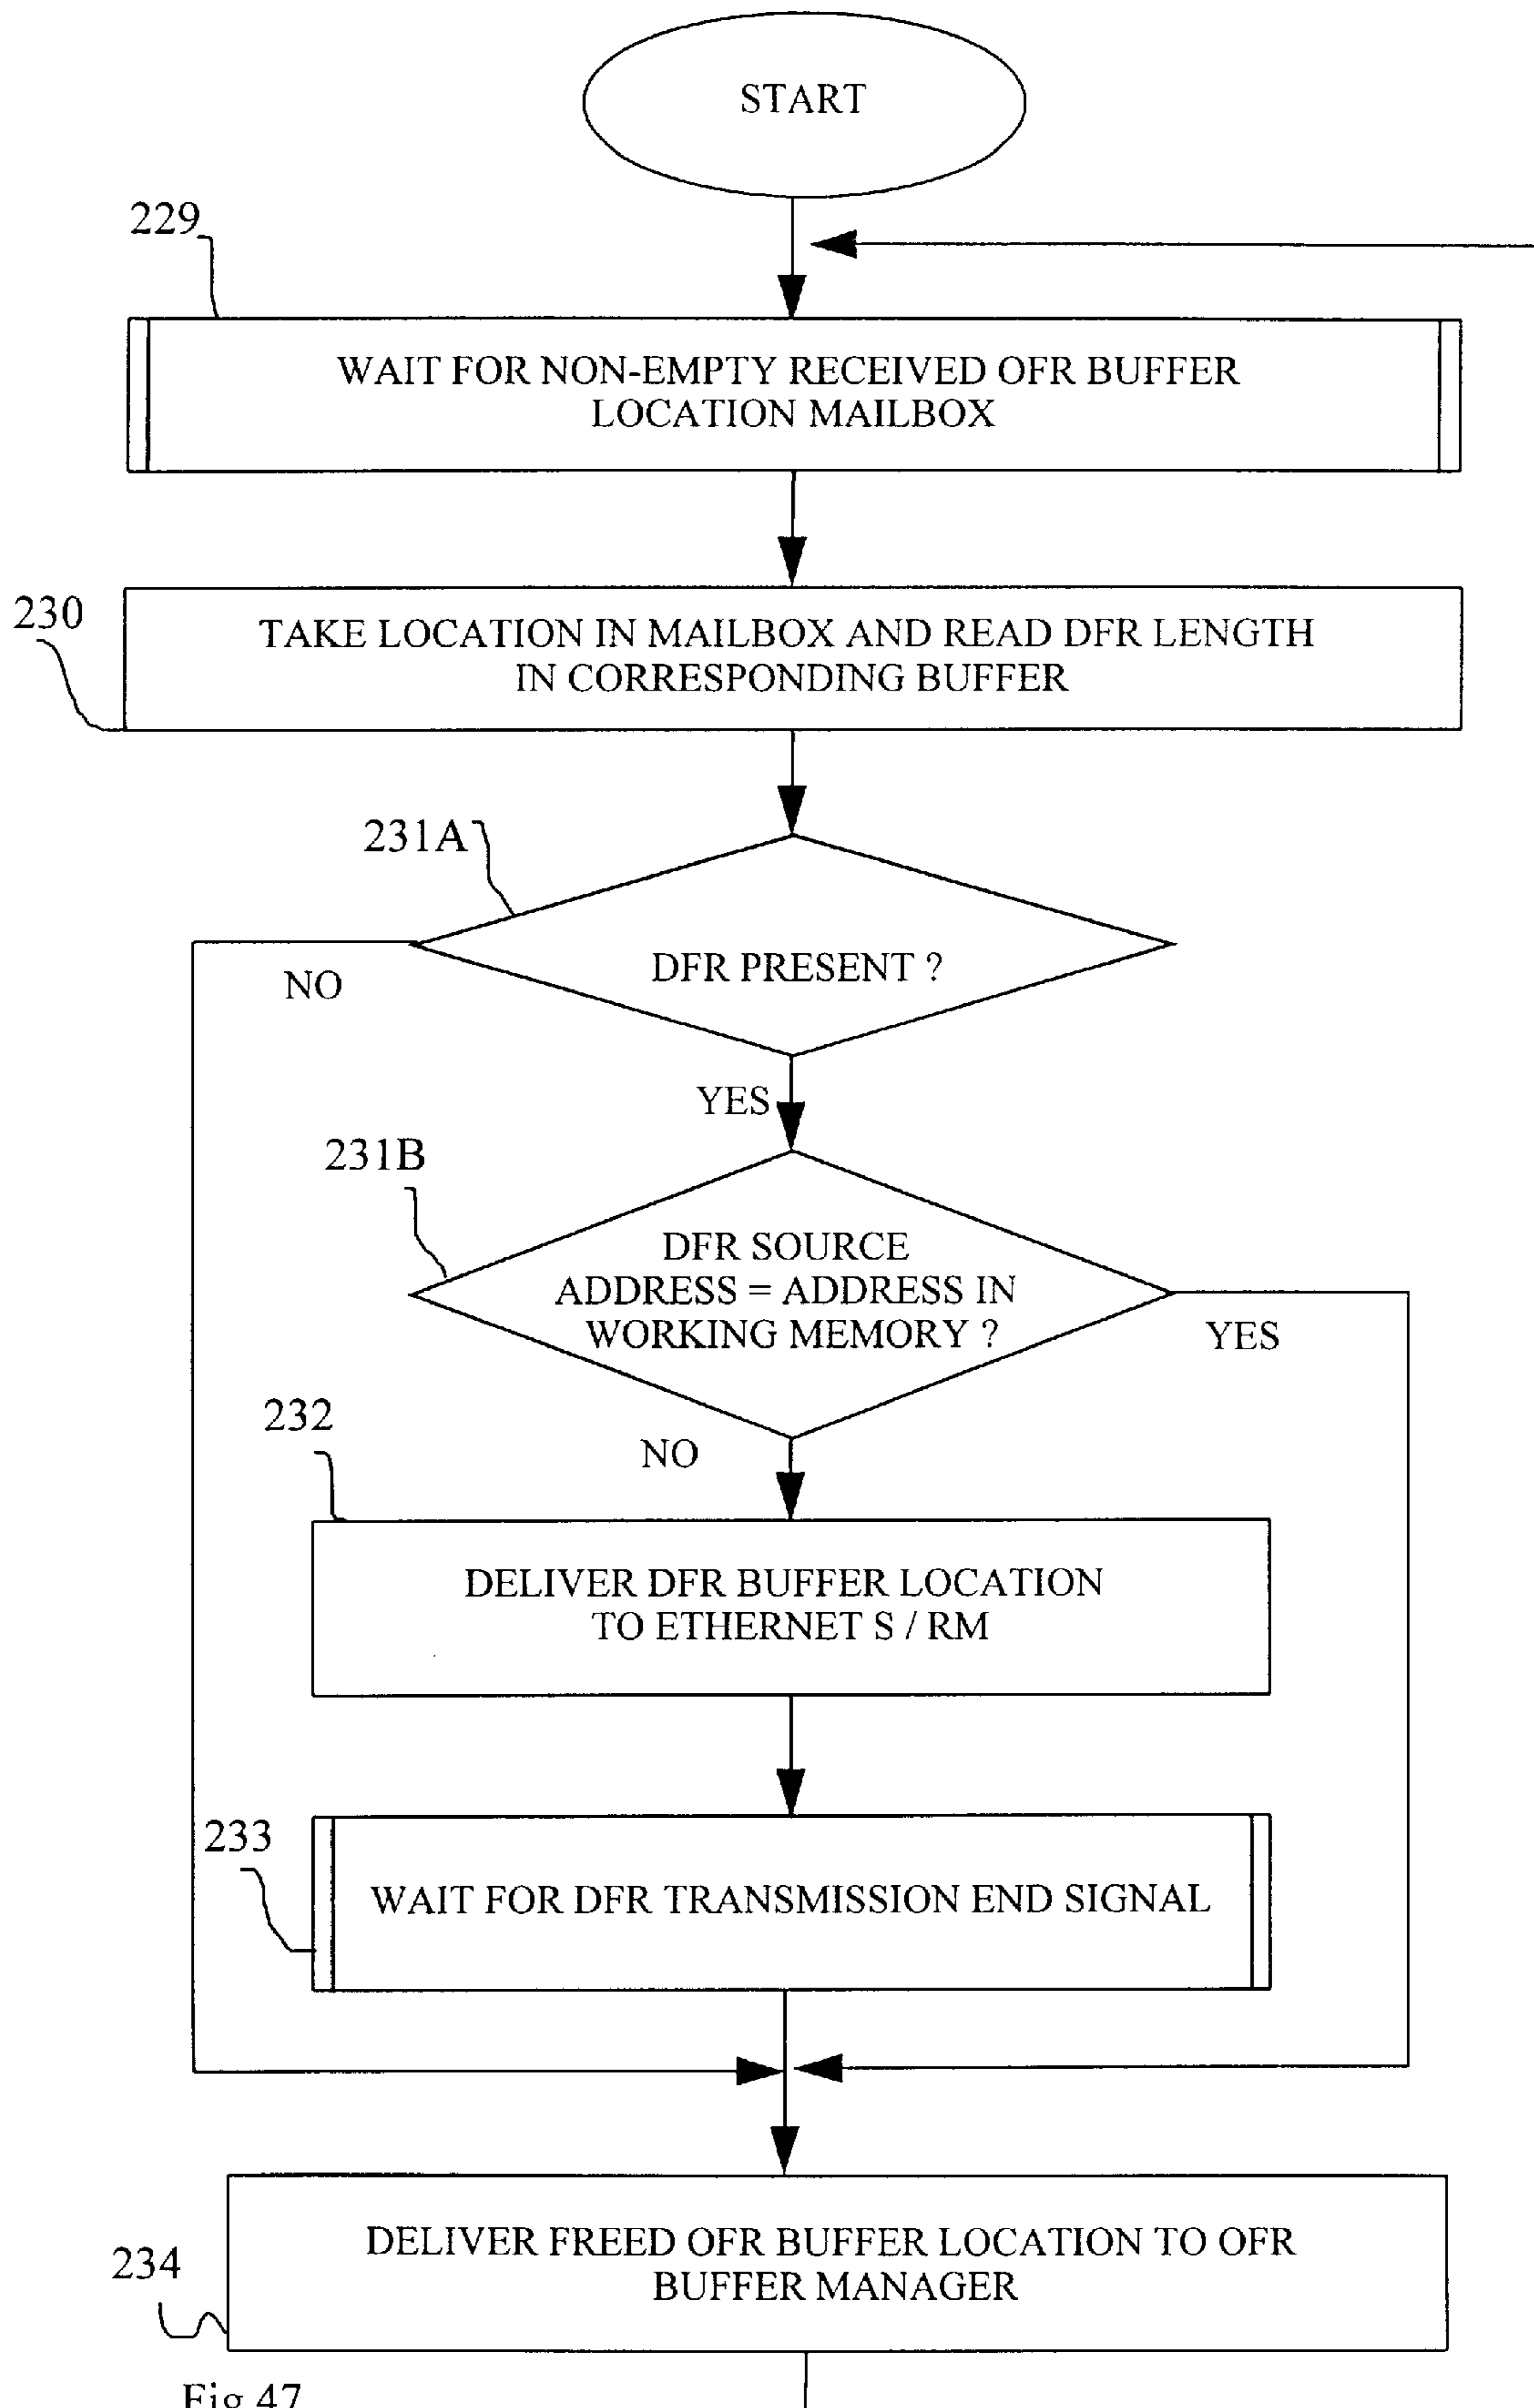 START
229
WAIT FOR NON-EMPTY RECEIVED OFR BUFFER
LOCATION MAILBOX
230
TAKE LOCATION IN MAILBOX AND READ DFR LENGTH
IN CORRESPONDING BUFFER
231A
DFR PRESENT ?
NO
YES
231B
DFR SOURCE
ADDRESS = ADDRESS IN
WORKING MEMORY ?
YES
NO
232
DELIVER DFR BUFFER LOCATION
TO ETHERNET S / RM
233
WAIT FOR DFR TRANSMISSION END SIGNAL
234
DELIVER FREED OFR BUFFER LOCATION TO OFR
BUFFER MANAGER
Fig 47